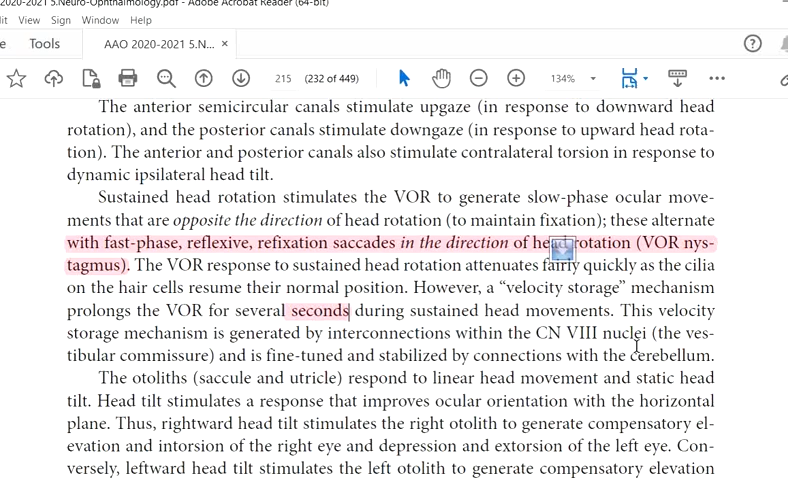 2020-2021 5.Neuro-Ophthalmology.pdf - Adobe Acrobat Reader (64-bit)
View Sign Window Help
Tools AAO 2020-2021 5.N... ×
215 (232 of 449) 134%
The anterior semicircular canals stimulate upgaze (in response to downward head
rotation), and the posterior canals stimulate downgaze (in response to upward head rota-
tion). The anterior and posterior canals also stimulate contralateral torsion in response to
dynamic ipsilateral head tilt.
Sustained head rotation stimulates the VOR to generate slow-phase ocular move-
ments that are opposite the direction of head rotation (to maintain fixation); these alternate
with fast-phase, reflexive, refixation saccades in the direction of head rotation (VOR nys-
tagmus). The VOR response to sustained head rotation attenuates fairly quickly as the cilia
on the hair cells resume their normal position. However, a “velocity storage” mechanism
prolongs the VOR for several seconds during sustained head movements. This velocity
storage mechanism is generated by interconnections within the CN VIII nuclei (the ves-
tibular commissure) and is fine-tuned and stabilized by connections with the cerebellum.
The otoliths (saccule and utricle) respond to linear head movement and static head
tilt. Head tilt stimulates a response that improves ocular orientation with the horizontal
plane. Thus, rightward head tilt stimulates the right otolith to generate compensatory el-
evation and intorsion of the right eye and depression and extorsion of the left eye. Con-
versely, leftward head tilt stimulates the left otolith to generate compensatory elevation